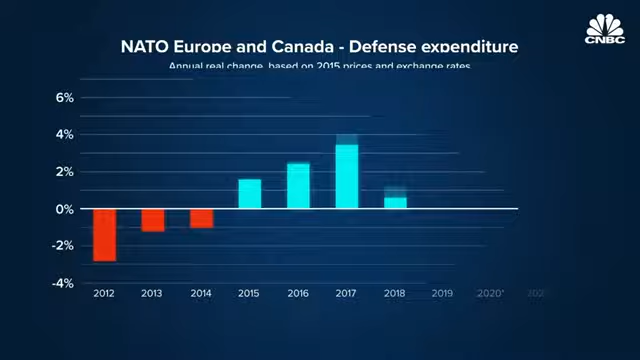 NATO Europe and Canada - Defense expenditure
Annual real change, based on 2015 prices and exchange rates
CNBC
6%
4%
2%
0%
-2%
-4%
2012 2013 2014 2015 2016 2017 2018 2019 2020*